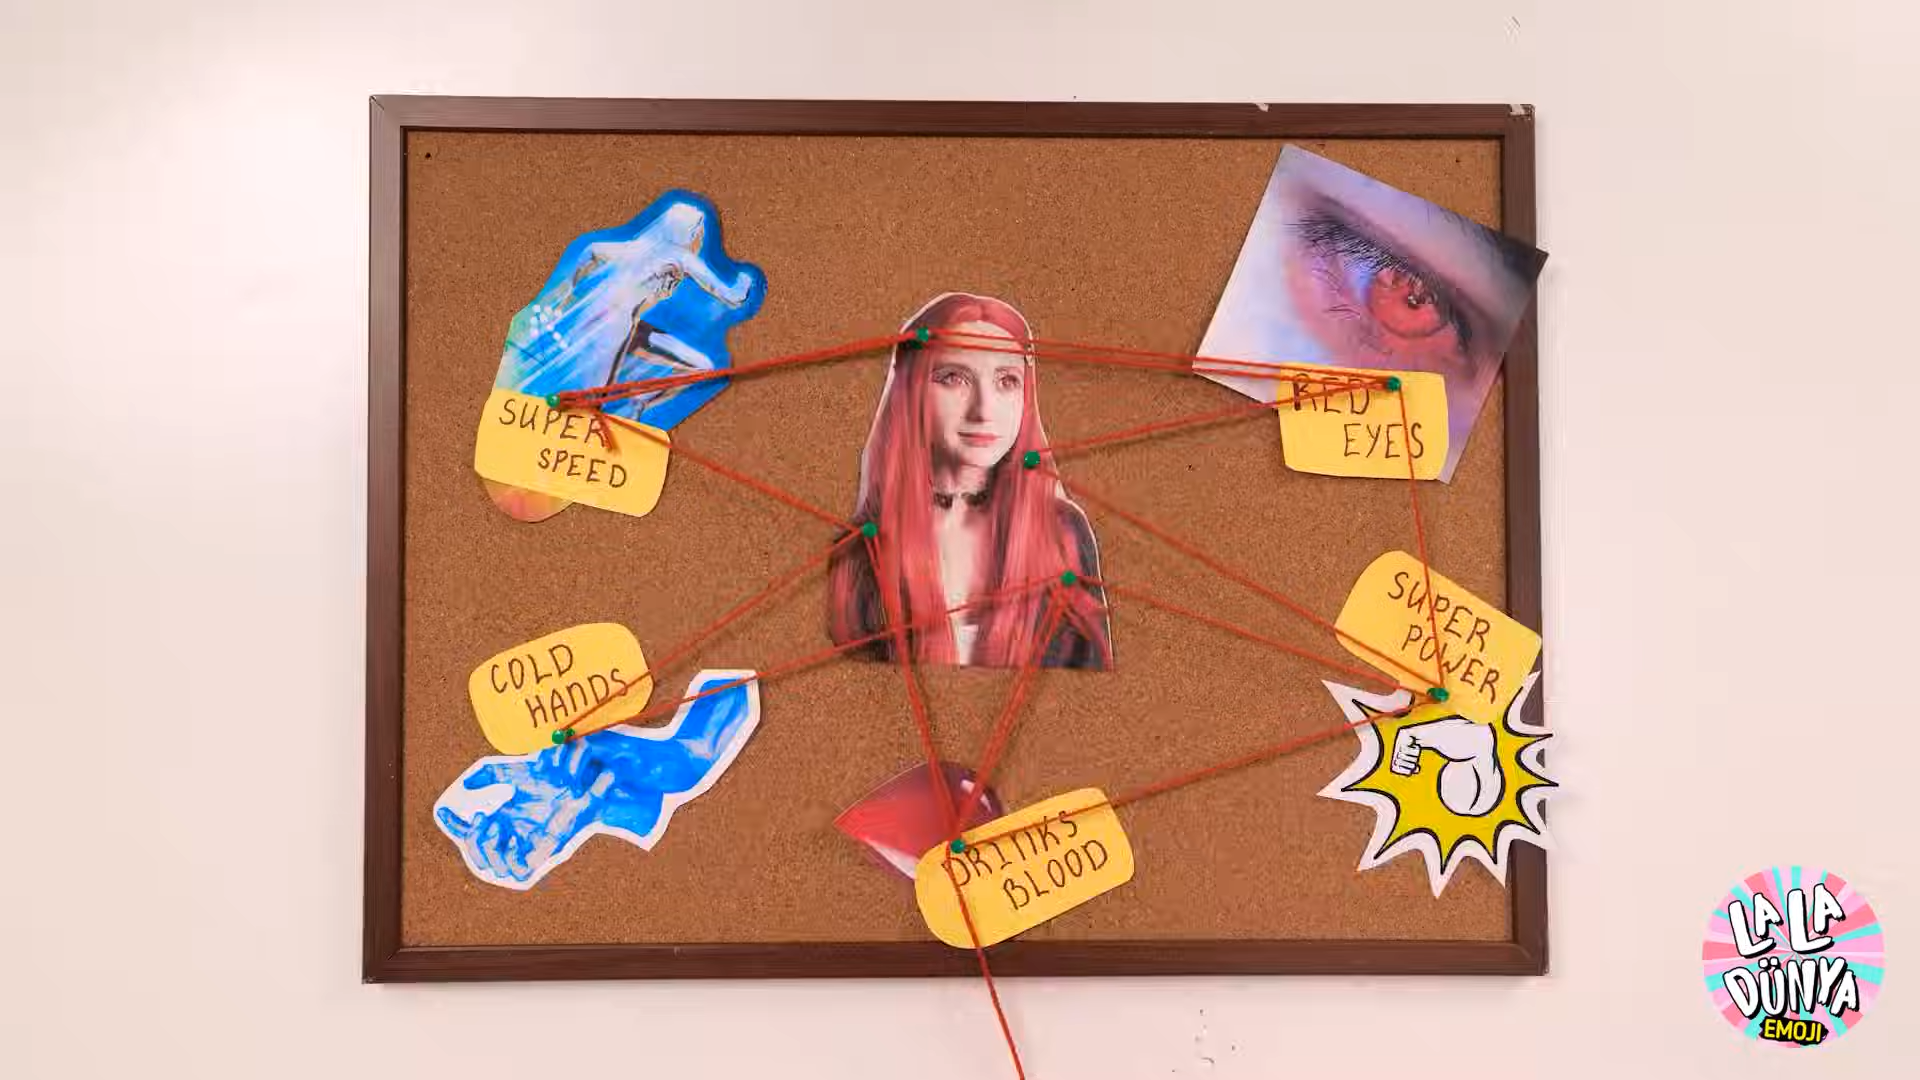 SUPER
SPEED
RED
EYES
COLD
HANDS
SUPER
POWER
DRINKS
BLOOD
LA LA
DÜNYA
EMOJI